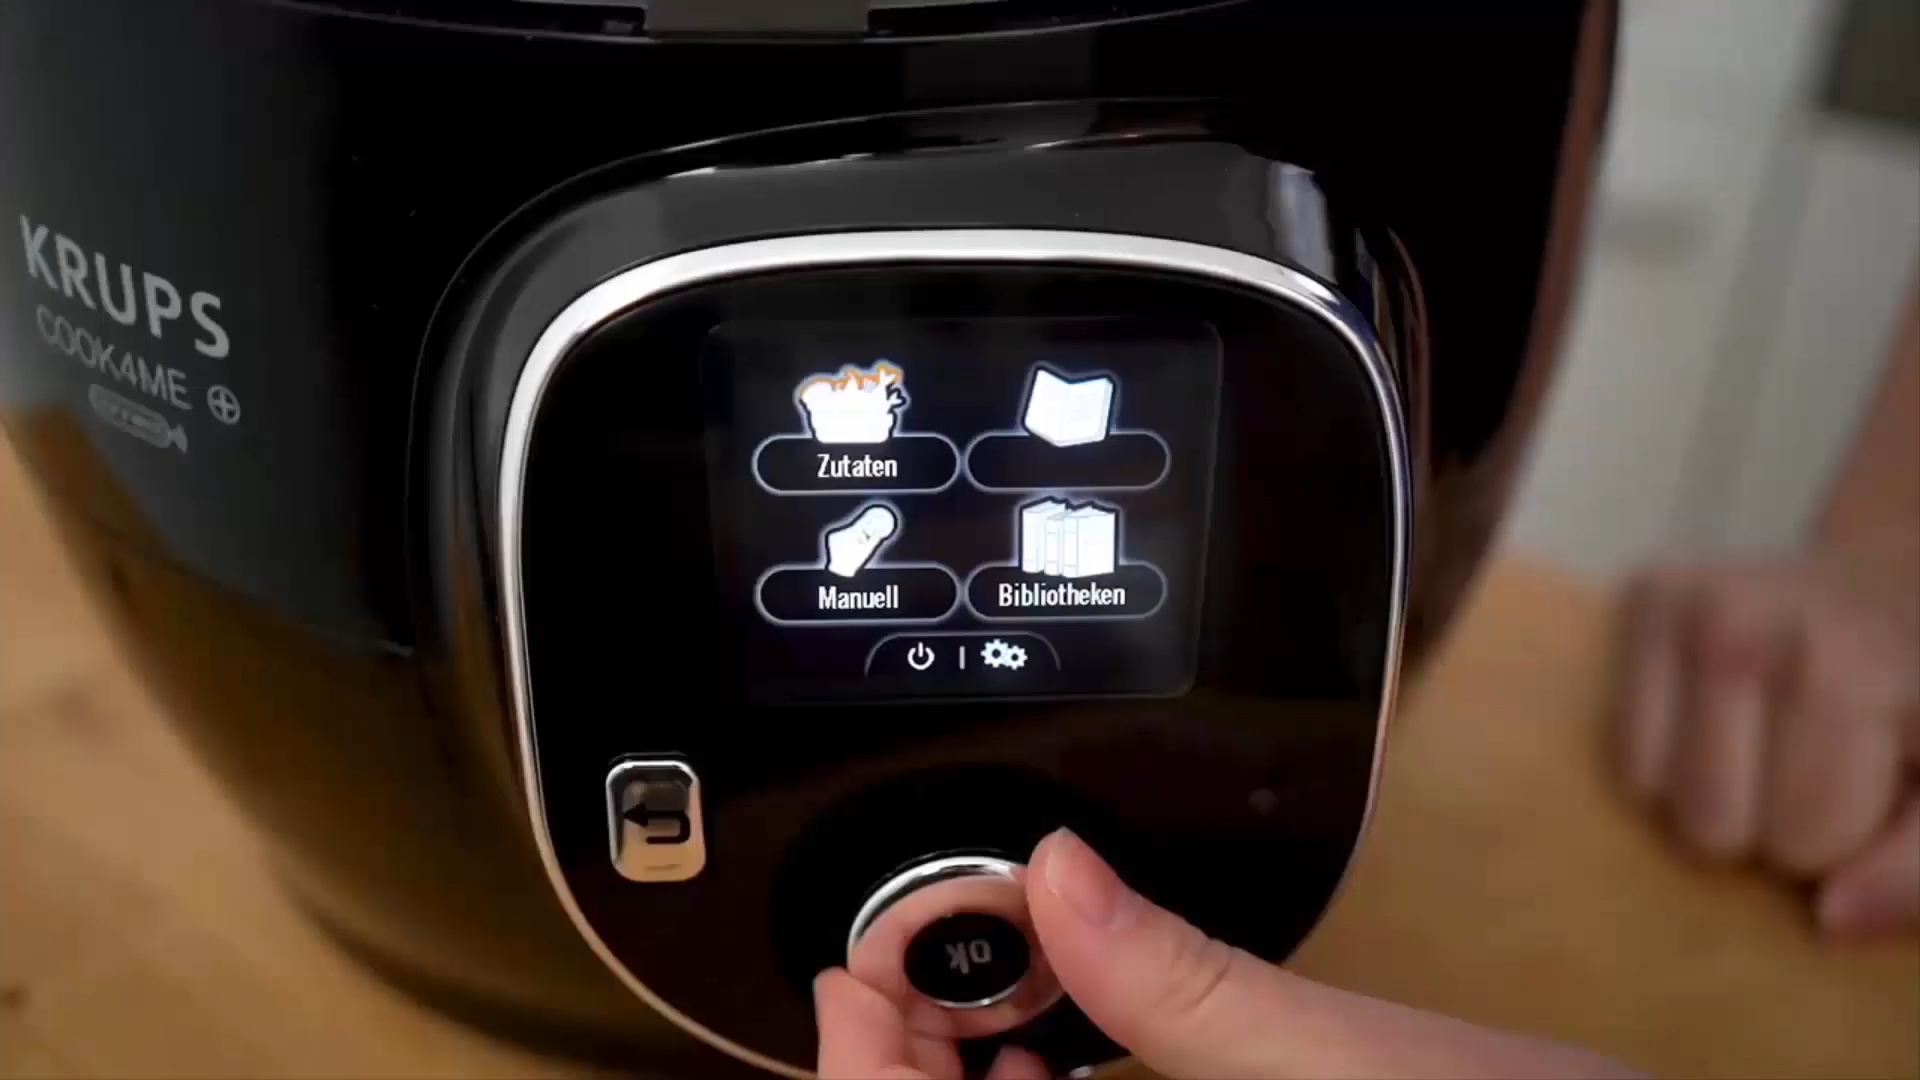 KRUPS
COOK4ME
Zutaten
Manuell
Bibliotheken
ok